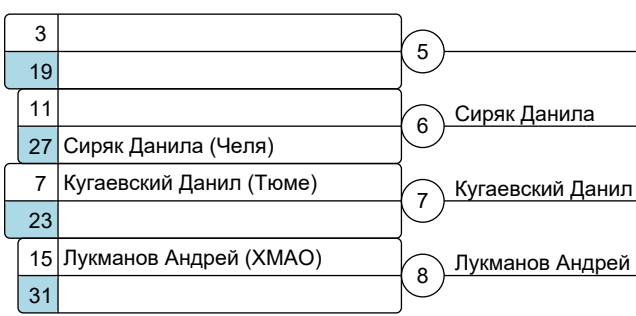 3
19
5
11
27 Сиряк Данила (Челя)
6 Сиряк Данила
7 Кугаевский Данил (Тюме)
23
7 Кугаевский Данил
15 Лукманов Андрей (ХМАО)
31
8 Лукманов Андрей